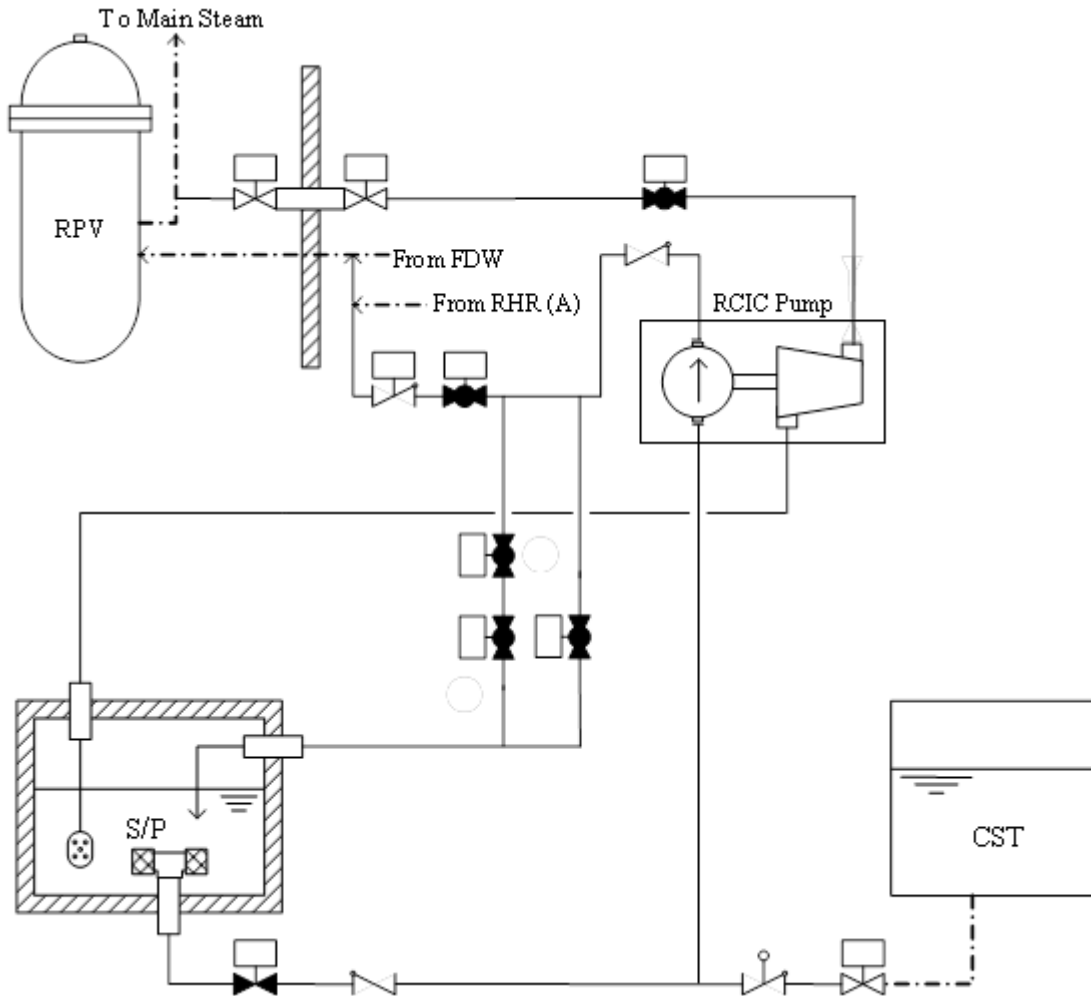 To Main Steam
RPV
From FDW
From RHR (A)
RCIC Pump
S/P
CST